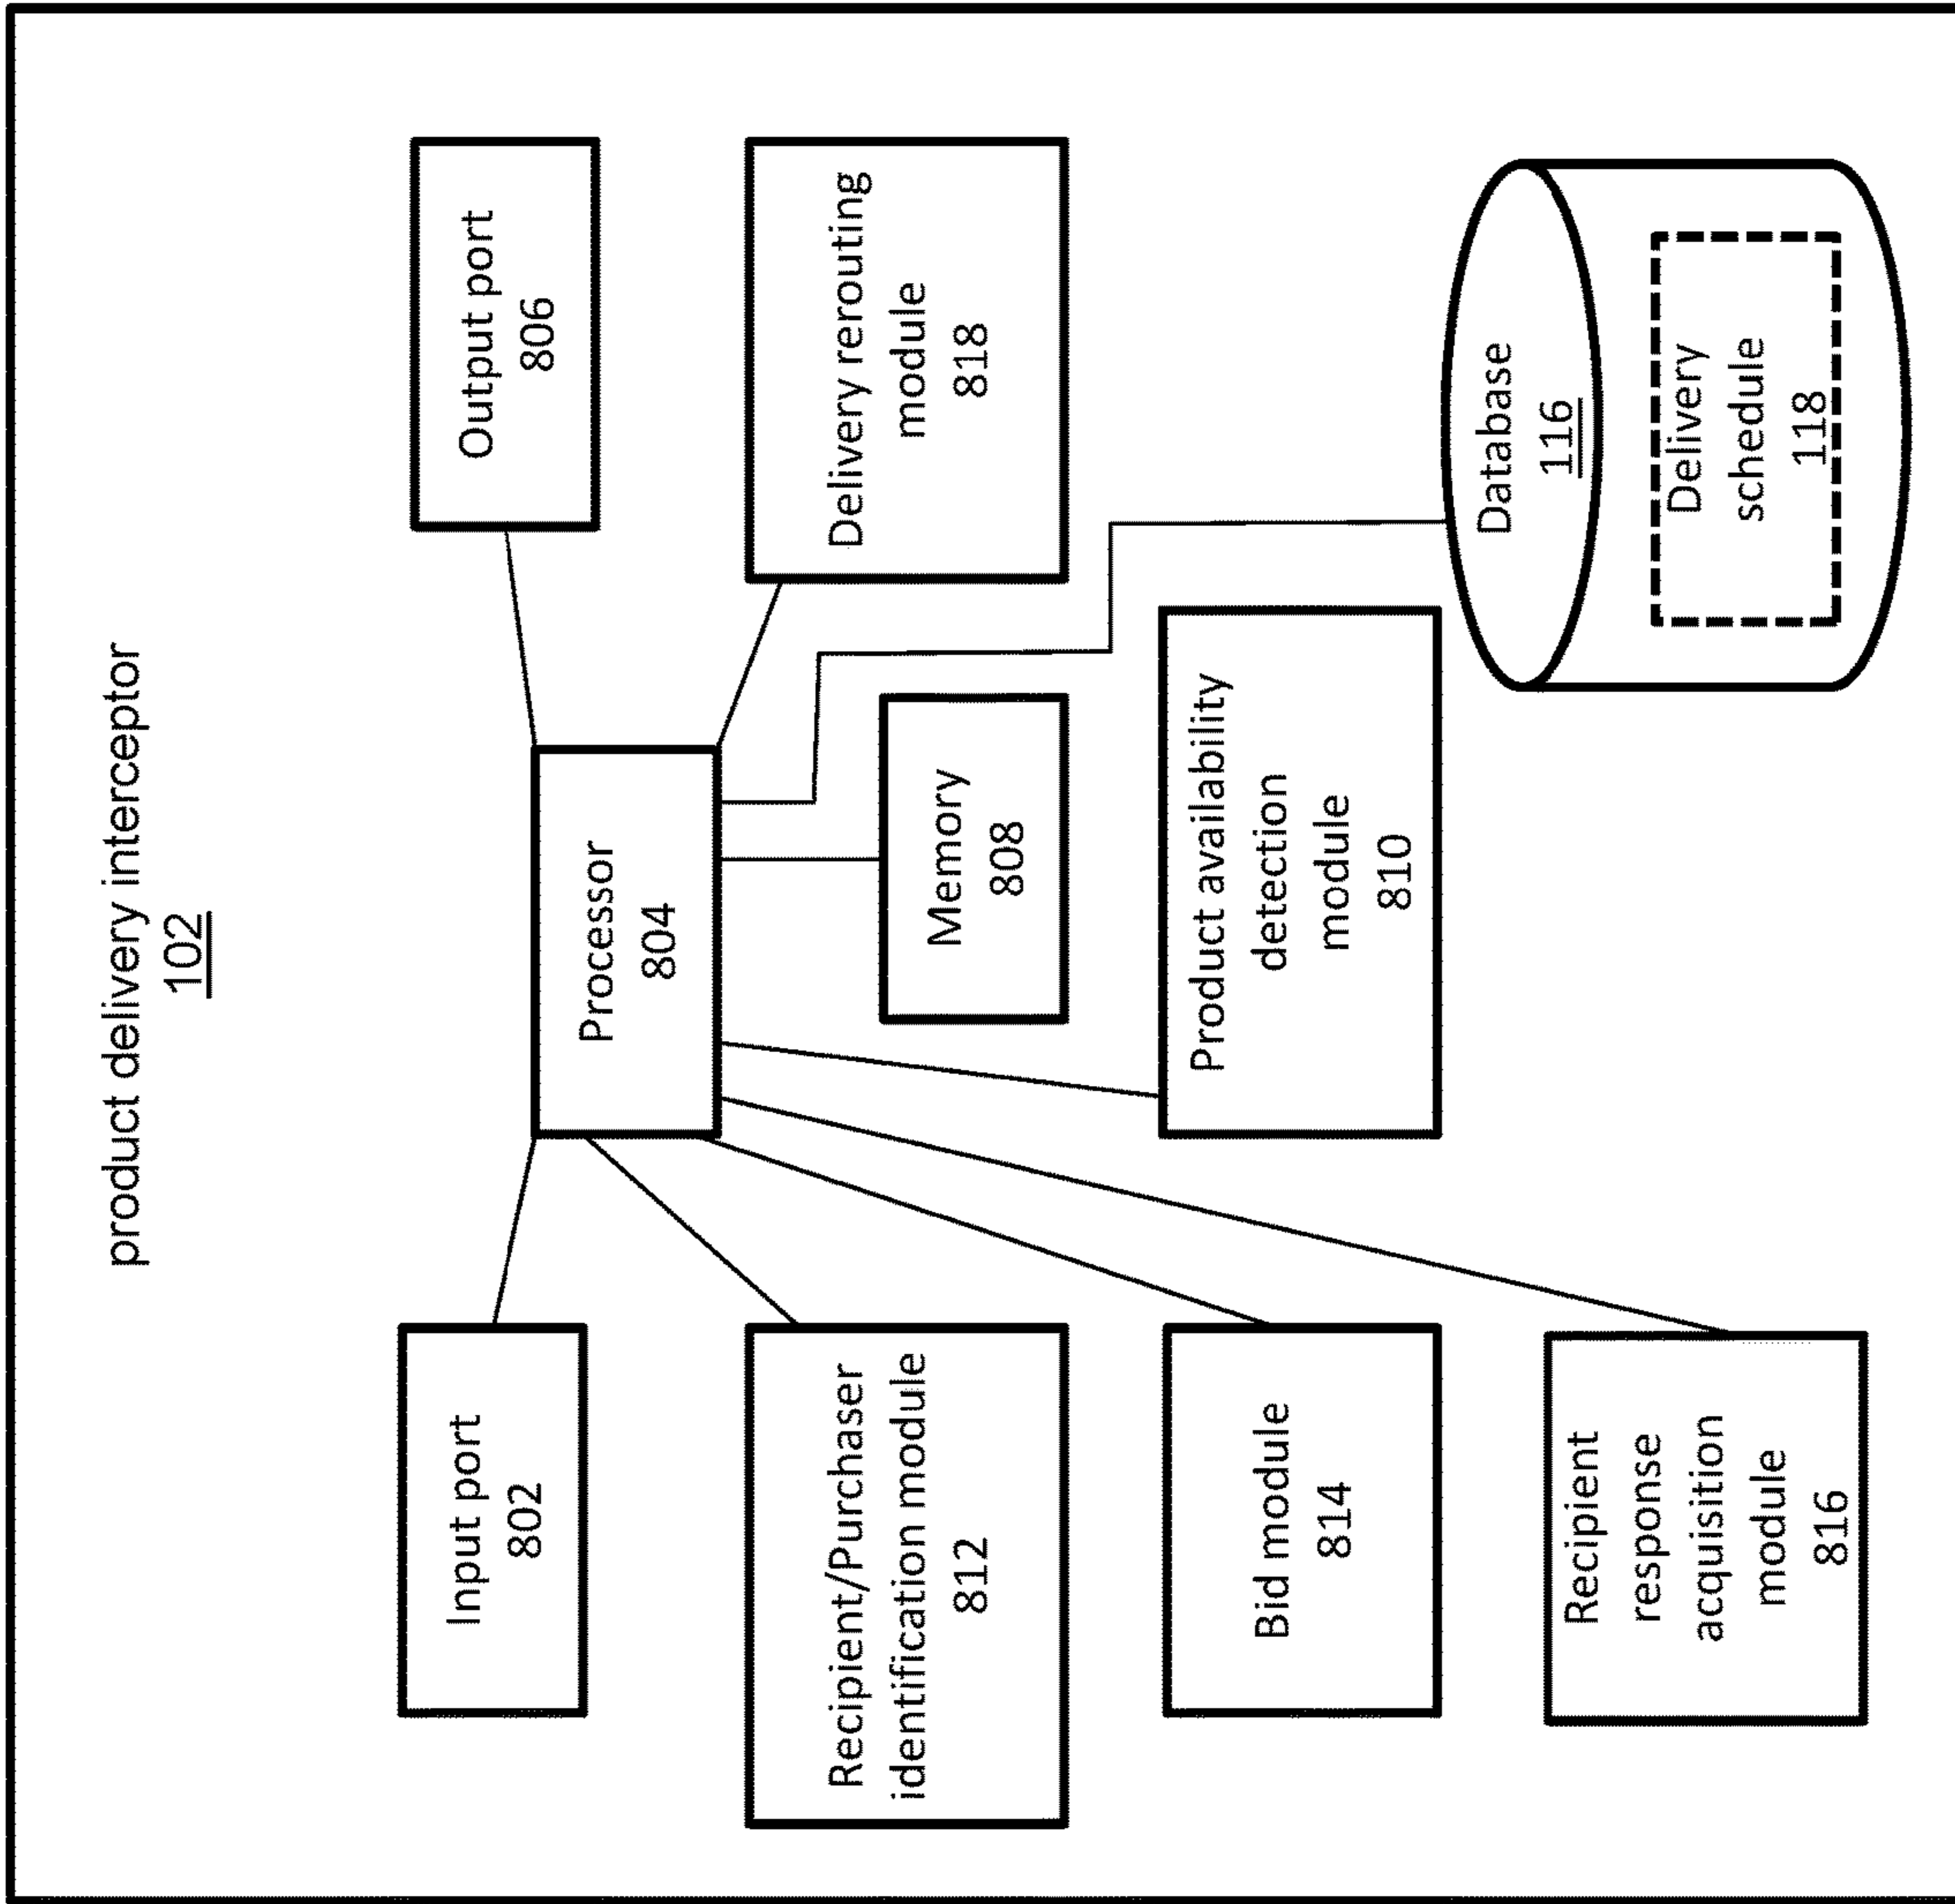 product delivery interceptor
102
Input port
802
Processor
804
Output port
806
Recipient/Purchaser
identification module
812
Memory
808
Delivery rerouting
module
818
Bid module
814
Product availability
detection
module
810
Recipient
response
acquisition
module
816
Database
116
Delivery
schedule
118